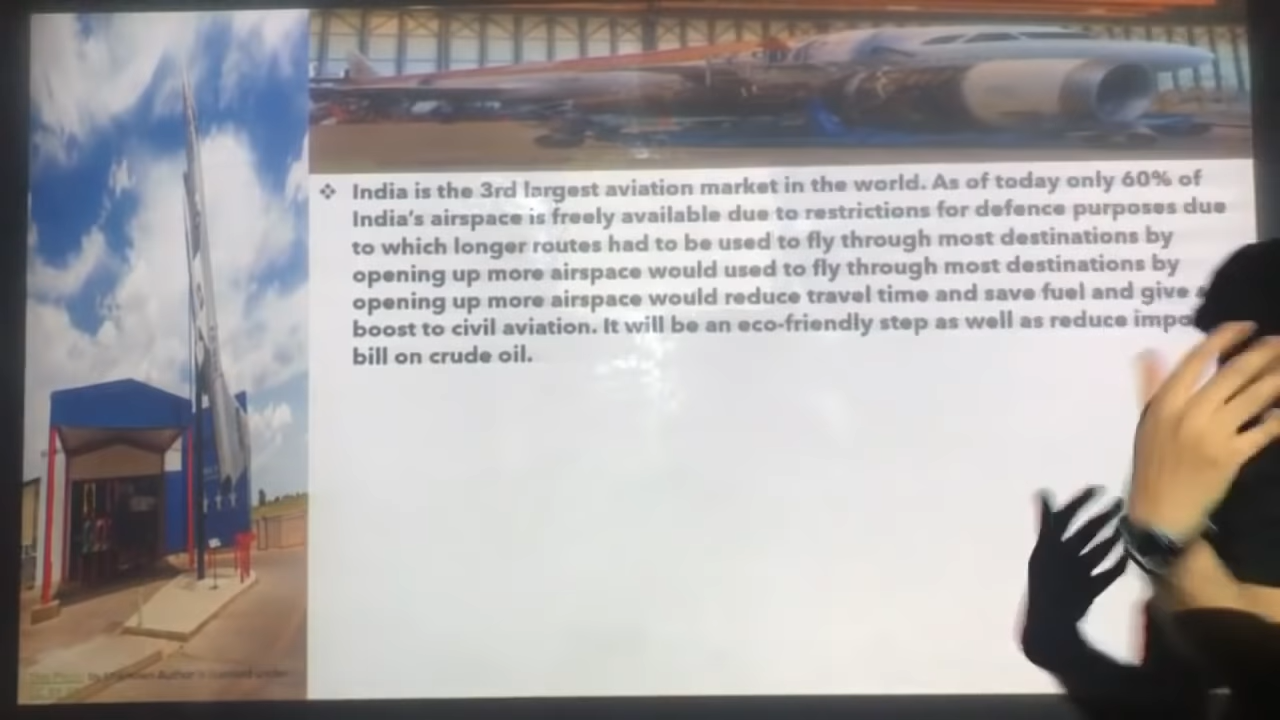 ❖ India is the 3rd largest aviation market in the world. As of today only 60% of
India's airspace is freely available due to restrictions for defence purposes due
to which longer routes had to be used to fly through most destinations by
opening up more airspace would used to fly through most destinations by
opening up more airspace would reduce travel time and save fuel and give
boost to civil aviation. It will be an eco-friendly step as well as reduce
bill on crude oil.
Author is licensed under